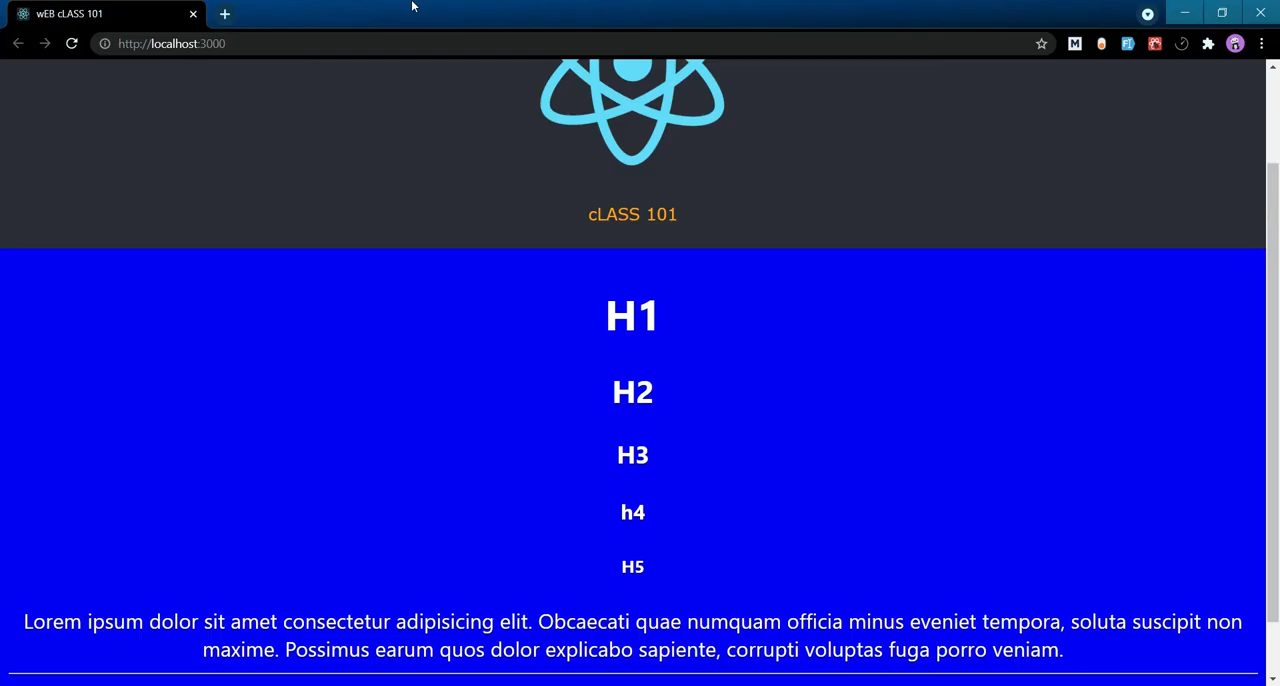 wEB cLASS 101
http://localhost:3000
cLASS 101
H1
H2
H3
h4
H5
Lorem ipsum dolor sit amet consectetur adipisicing elit. Obcaecati quae numquam officia minus eveniet tempora, soluta suscipit non
maxime. Possimus earum quos dolor explicabo sapiente, corrupti voluptas fuga porro veniam.